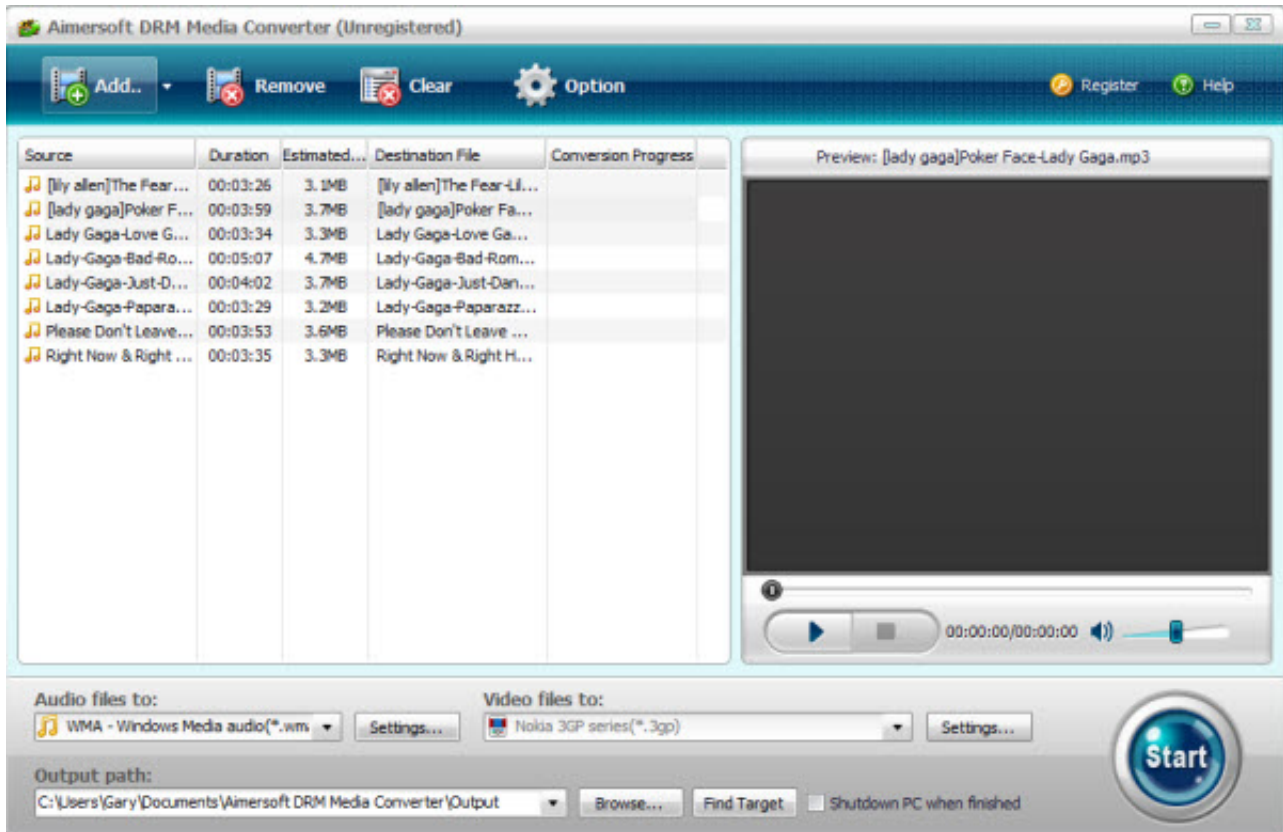 Aimersoft DRM Media Converter (Unregistered)
Add.. Remove Clear Option Register Help
Source Duration Estimated... Destination File Conversion Progress
[lily allen]The Fear... 00:03:26 3.1MB [lily allen]The Fear-Lil...
[lady gaga]Poker F... 00:03:59 3.7MB [lady gaga]Poker Fa...
Lady Gaga-Love G... 00:03:34 3.3MB Lady Gaga-Love Ga...
Lady-Gaga-Bad-Ro... 00:05:07 4.7MB Lady-Gaga-Bad-Rom...
Lady-Gaga-Just-D... 00:04:02 3.7MB Lady-Gaga-Just-Dan...
Lady-Gaga-Papara... 00:03:29 3.2MB Lady-Gaga-Paparazz...
Please Don't Leave... 00:03:53 3.6MB Please Don't Leave ...
Right Now & Right ... 00:03:35 3.3MB Right Now & Right H...
Preview: [lady gaga]Poker Face-Lady Gaga.mp3
00:00:00/00:00:00
Audio files to: Video files to:
WMA - Windows Media audio(*.wm Settings... Nokia 3GP series(*.3gp) Settings...
Start
Output path:
C:\Users\Gary\Documents\Aimersoft DRM Media Converter\Output Browse... Find Target Shutdown PC when finished